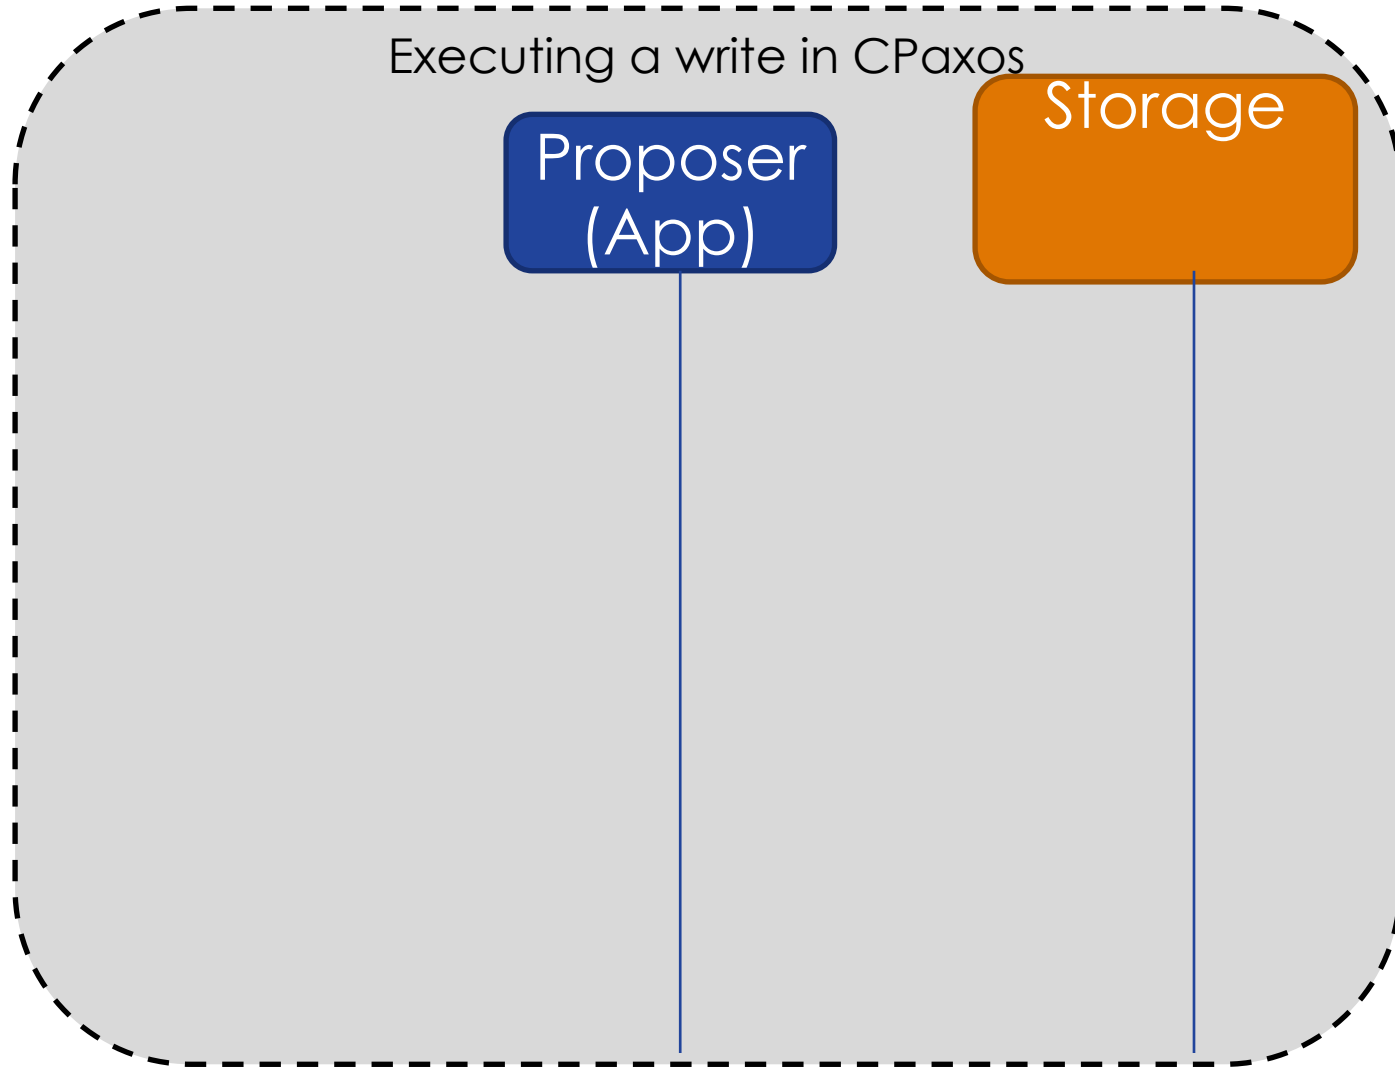 Executing a write in CPaxos
Storage
Proposer
(App)